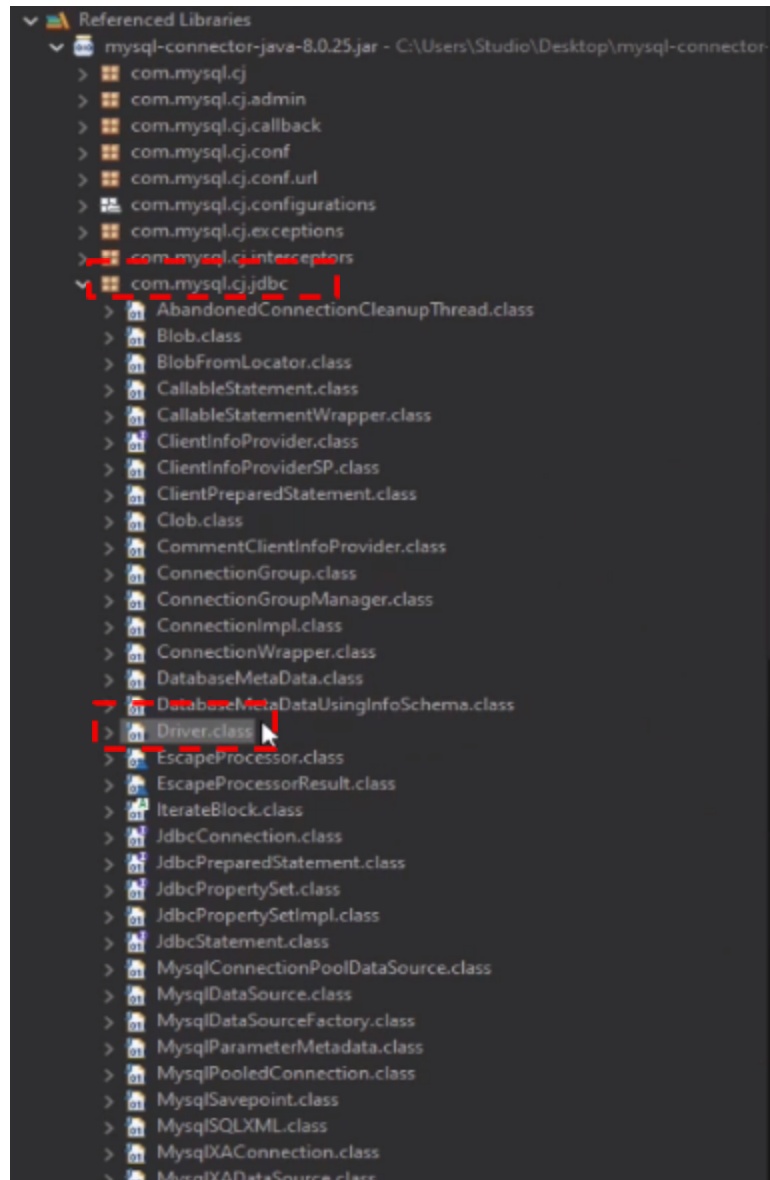 Referenced Libraries
mysql-connector-java-8.0.25.jar - C:\Users\Studio\Desktop\mysql-connector-
com.mysql.cj
com.mysql.cj.admin
com.mysql.cj.callback
com.mysql.cj.conf
com.mysql.cj.conf.url
com.mysql.cj.configurations
com.mysql.cj.exceptions
com.mysql.cj.interceptors
com.mysql.cj.jdbc
AbandonedConnectionCleanupThread.class
Blob.class
BlobFromLocator.class
CallableStatement.class
CallableStatementWrapper.class
ClientInfoProvider.class
ClientInfoProviderSP.class
ClientPreparedStatement.class
Clob.class
CommentClientInfoProvider.class
ConnectionGroup.class
ConnectionGroupManager.class
ConnectionImpl.class
ConnectionWrapper.class
DatabaseMetaData.class
DatabaseMetaDataUsingInfoSchema.class
Driver.class
EscapeProcessor.class
EscapeProcessorResult.class
IterateBlock.class
JdbcConnection.class
JdbcPreparedStatement.class
JdbcPropertySet.class
JdbcPropertySetImpl.class
JdbcStatement.class
MysqlConnectionPoolDataSource.class
MysqlDataSource.class
MysqlDataSourceFactory.class
MysqlParameterMetadata.class
MysqlPooledConnection.class
MysqlSavepoint.class
MysqlSQLXML.class
MysqlXAConnection.class
MysqlXADataSource.class